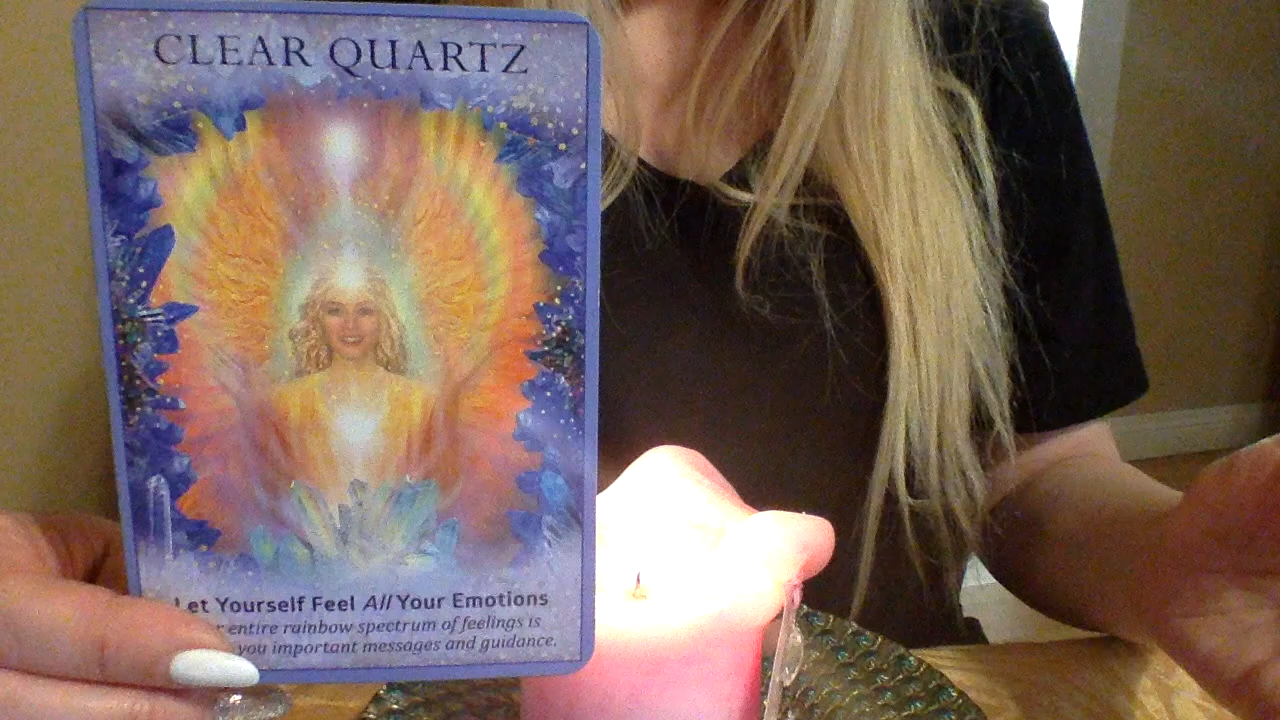 CLEAR QUARTZ
Let Yourself Feel All Your Emotions
entire rainbow spectrum of feelings is
you important messages and guidance.